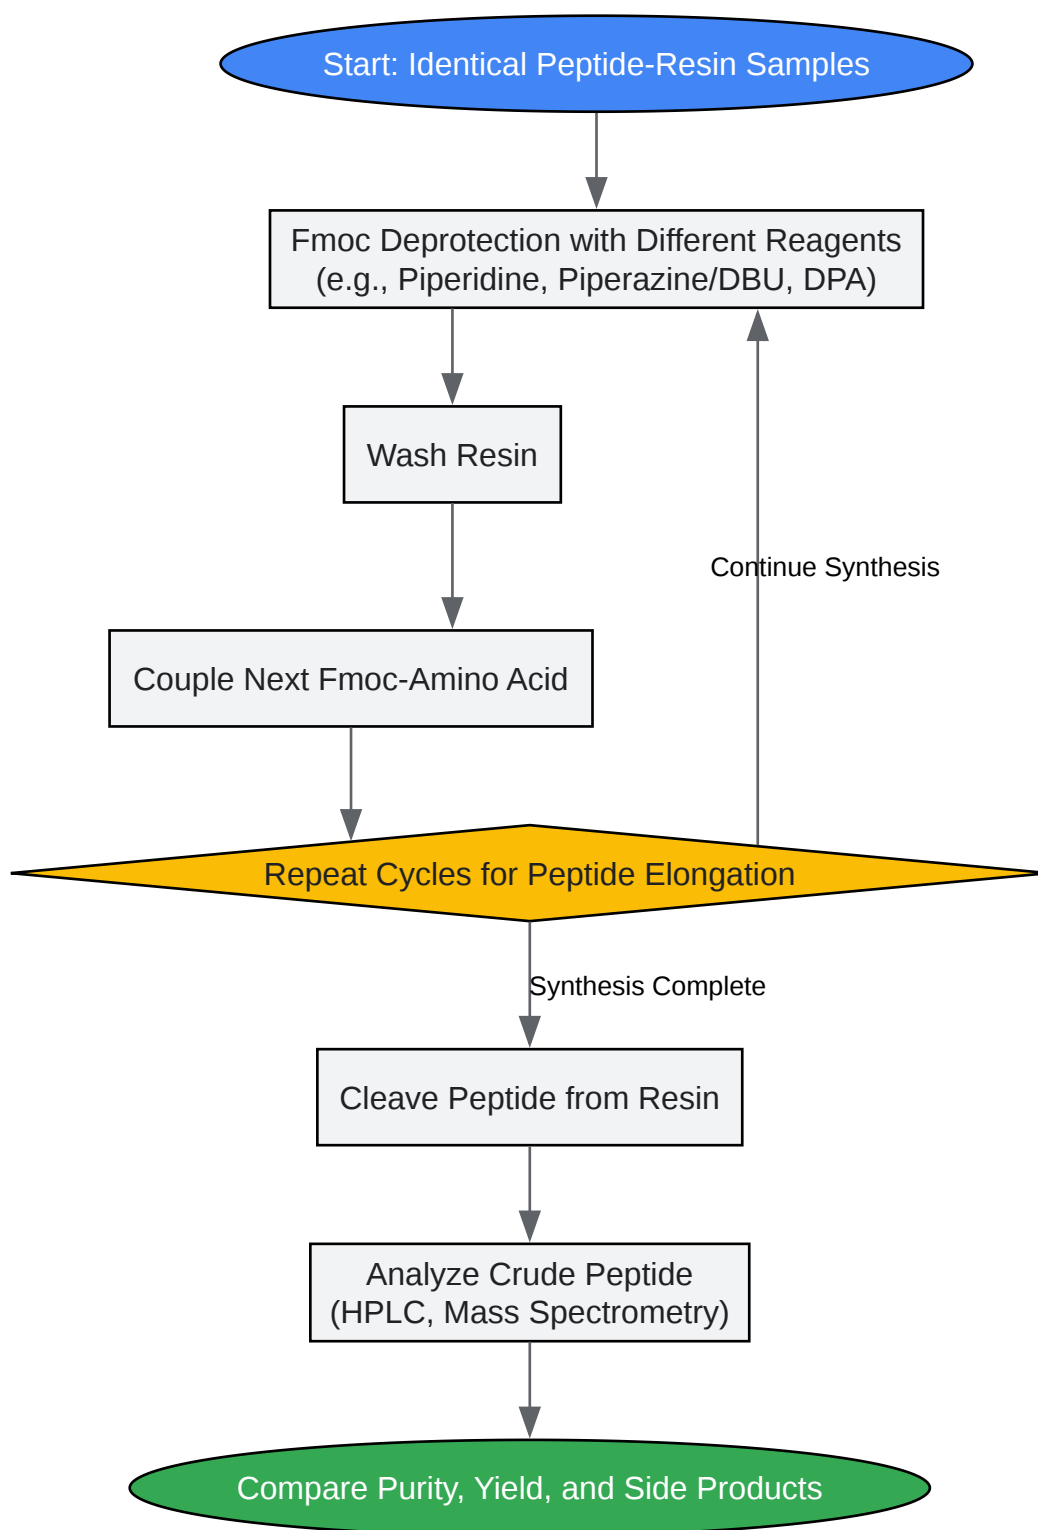 Start: Identical Peptide-Resin Samples
Fmoc Deprotection with Different Reagents
(e.g., Piperidine, Piperazine/DBU, DPA)
Wash Resin
Continue Synthesis
Couple Next Fmoc-Amino Acid
Repeat Cycles for Peptide Elongation
Synthesis Complete
Cleave Peptide from Resin
Analyze Crude Peptide
(HPLC, Mass Spectrometry)
Compare Purity, Yield, and Side Products